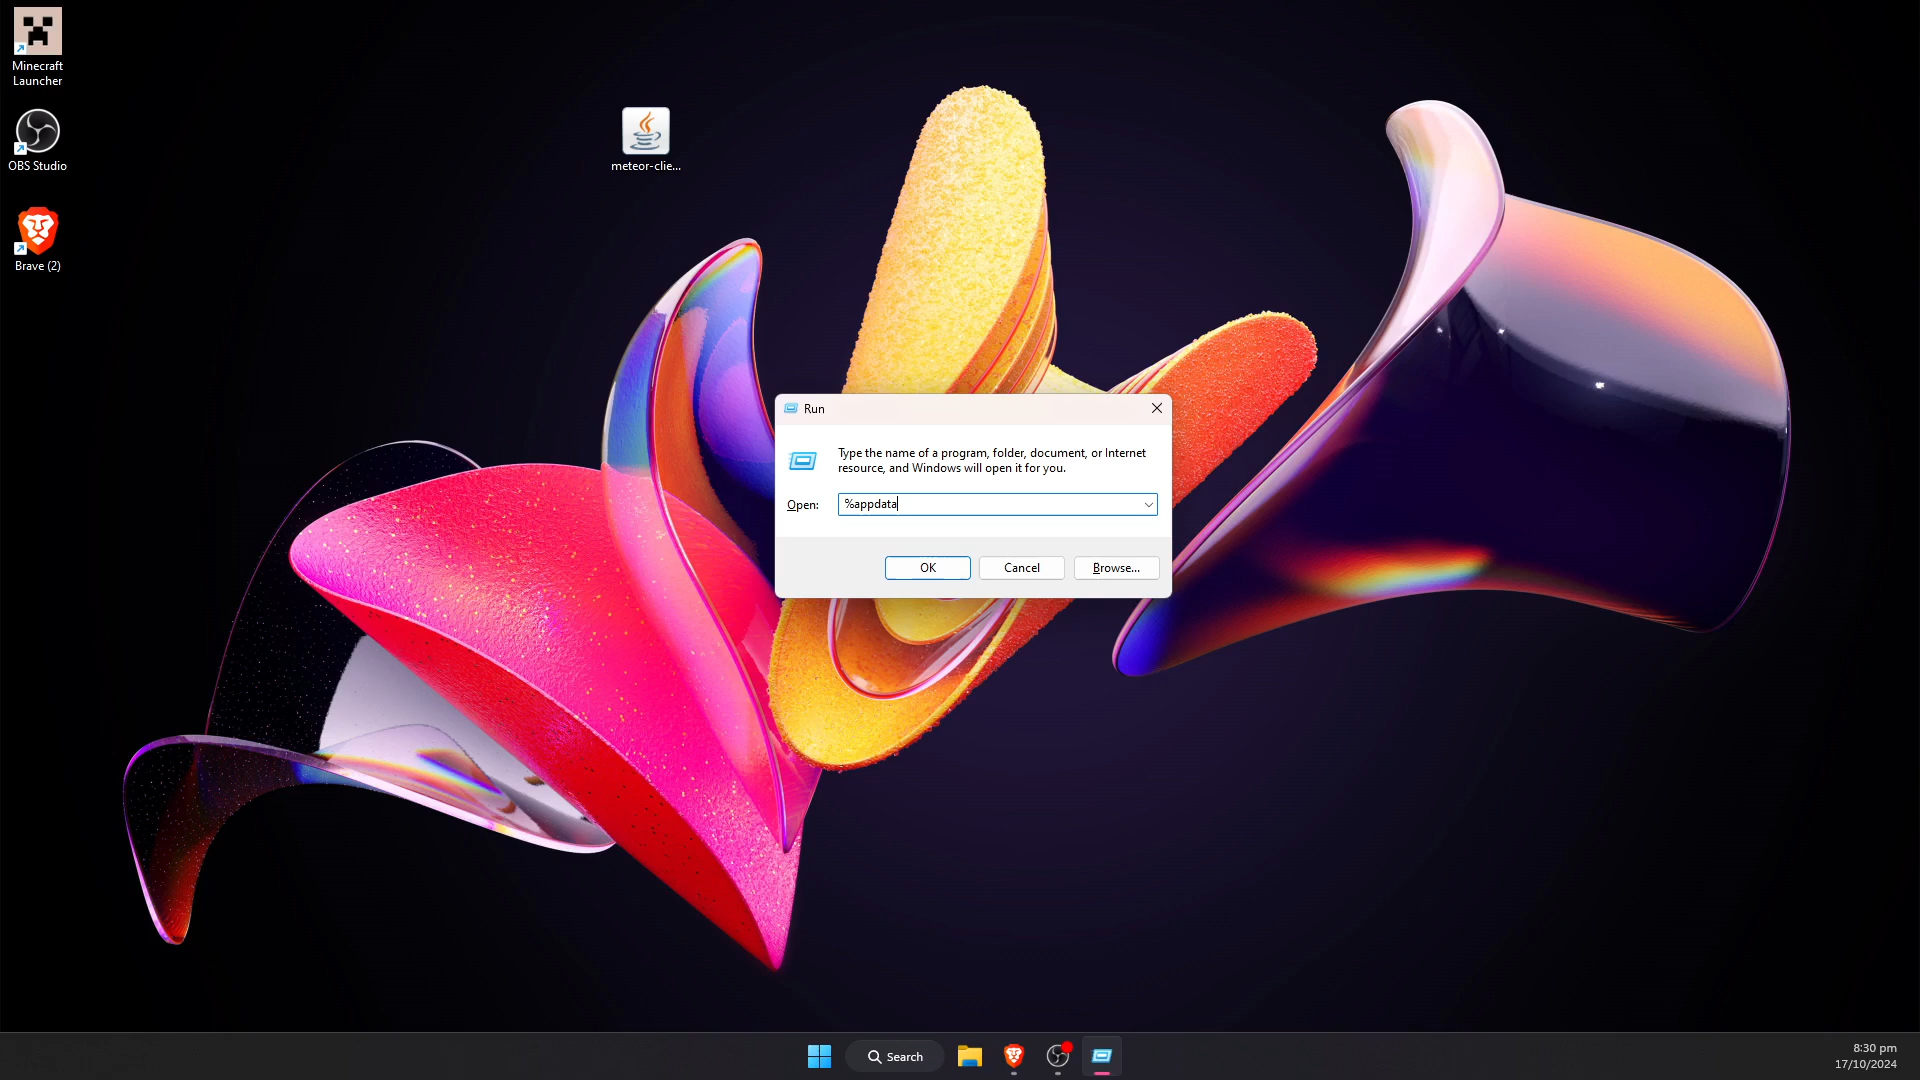 Minecraft
Launcher
OBS Studio
Brave (2)
meteor-clie...
Run
Type the name of a program, folder, document, or Internet
resource, and Windows will open it for you.
Open:
%appdata
OK
Cancel
Browse...
Search
8:30 pm
17/10/2024